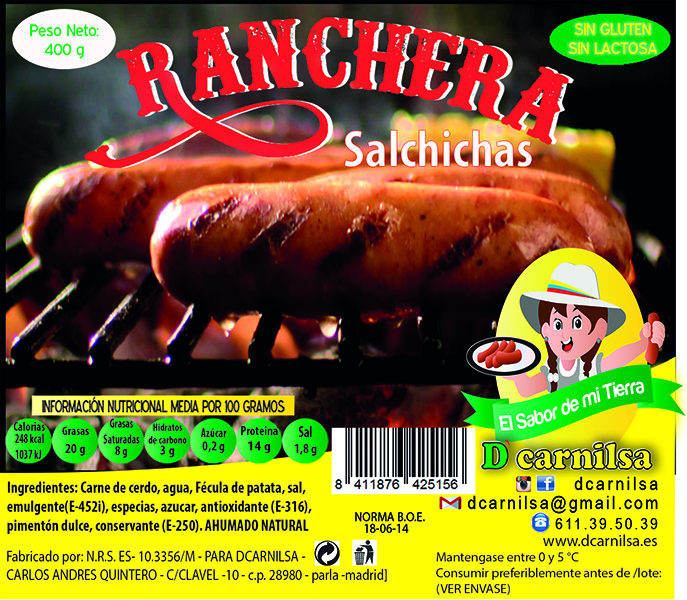 Peso Neto:
400 g
RANCHERA
Salchichas
SIN GLUTEN
SIN LACTOSA
El Sabor de mi Tierra
INFORMACIÓN NUTRICIONAL MEDIA POR 100 GRAMOS
Calorias
248 kcal
1037 kJ
Grasas
20 g
Grasas
Saturadas
8 g
Hidratos
de carbono
3 g
Azúcar
0,2 g
Proteina
14 g
Sal
1,8 g
Ingredientes: Carne de cerdo, agua, Fécula de patata, sal,
emulgente(E-452i), especias, azucar, antioxidante (E-316),
pimentón dulce, conservante (E-250). AHUMADO NATURAL
Fabricado por: N.R.S. ES- 10.3356/M - PARA DCARNILSA -
CARLOS ANDRES QUINTERO - C/CLAVEL -10 - c.p. 28980 - parla -madrid]
8 411876 425156
NORMA B.O.E.
18-06-14
D´carnilsa
dcarnilsa
dcarnilsa@gmail.com
611.39.50.39
www.dcarnilsa.es
Mantengase entre 0 y 5 °C
Consumir preferiblemente antes de /lote:
(VER ENVASE)